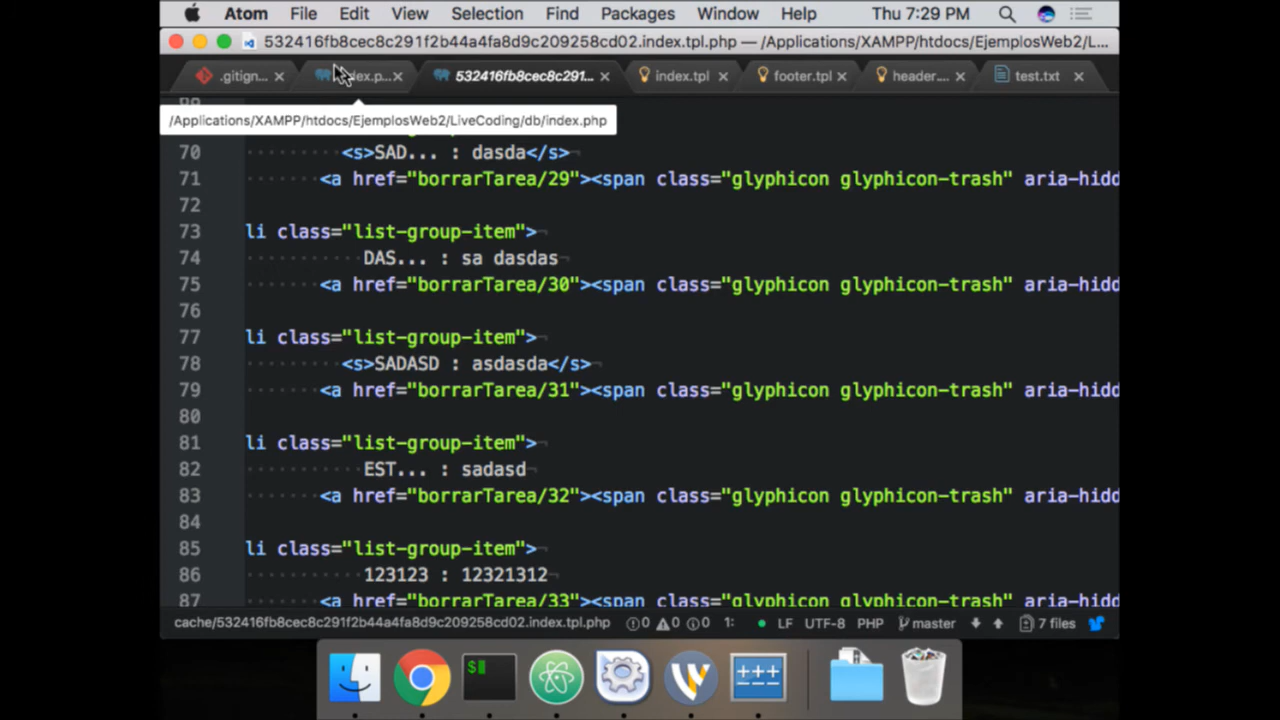 Atom File Edit View Selection Find Packages Window Help Thu 7:29 PM
532416fb8cec8c291f2b44a4fa8d9c209258cd02.index.tpl.php — /Applications/XAMPP/htdocs/EjemplosWeb2/L...
.gitign... index.p... 532416fb8cec8c291... index.tpl footer.tpl header.... test.txt
/Applications/XAMPP/htdocs/EjemplosWeb2/LiveCoding/db/index.php
70 <s>SAD... : dasda</s>
71 <a href="borrarTarea/29"><span class="glyphicon glyphicon-trash" aria-hidd
72
73 li class="list-group-item">
74 DAS... : sa dasdas
75 <a href="borrarTarea/30"><span class="glyphicon glyphicon-trash" aria-hidd
76
77 li class="list-group-item">
78 <s>SADASD : asdasda</s>
79 <a href="borrarTarea/31"><span class="glyphicon glyphicon-trash" aria-hidd
80
81 li class="list-group-item">
82 EST... : sadasd
83 <a href="borrarTarea/32"><span class="glyphicon glyphicon-trash" aria-hidd
84
85 li class="list-group-item">
86 123123 : 12321312
87 <a href="borrarTarea/33"><span class="glyphicon glyphicon-trash" aria-hidd
cache/532416fb8cec8c291f2b44a4fa8d9c209258cd02.index.tpl.php 0 0 0 1: LF UTF-8 PHP master 7 files
$
+++